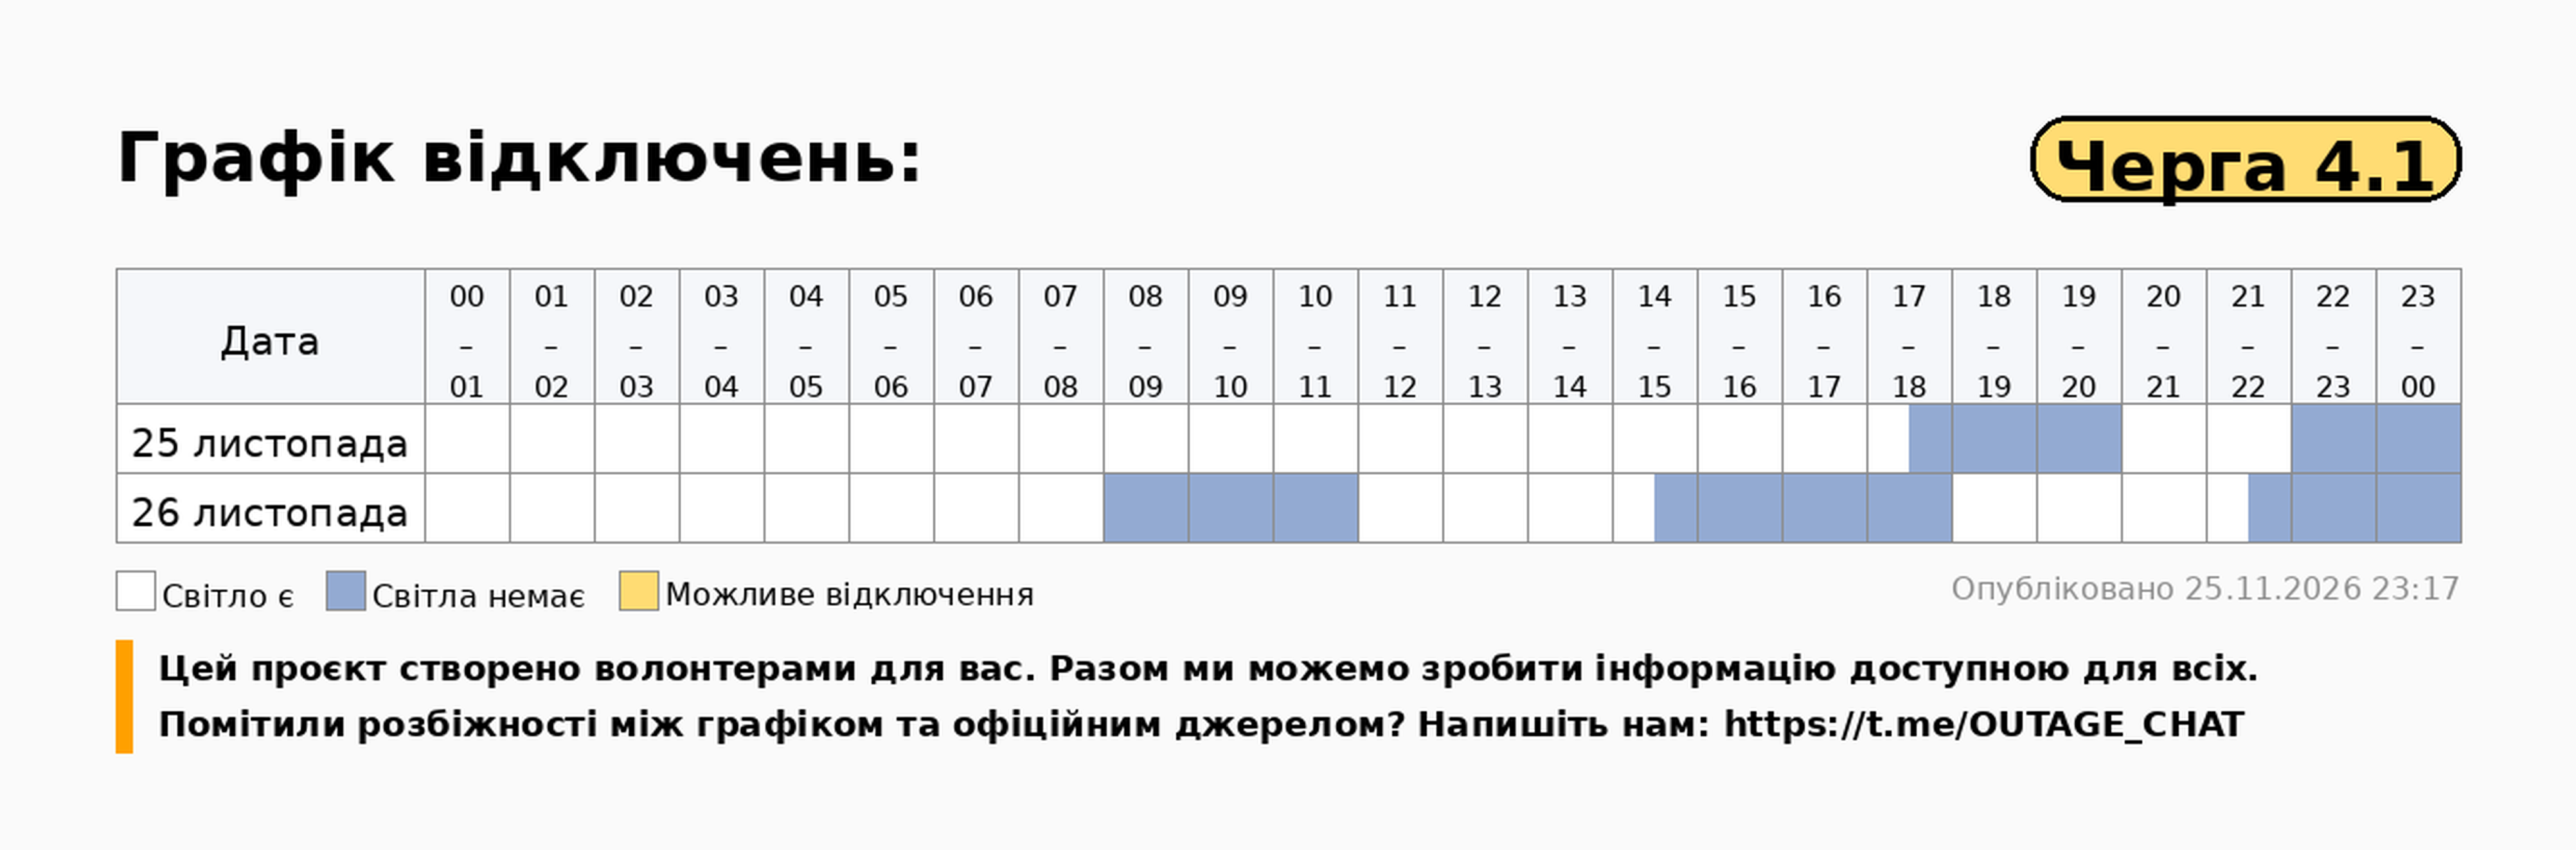 Графік відключень:
Черга 4.1
Дата
00 – 01
01 – 02
02 – 03
03 – 04
04 – 05
05 – 06
06 – 07
07 – 08
08 – 09
09 – 10
10 – 11
11 – 12
12 – 13
13 – 14
14 – 15
15 – 16
16 – 17
17 – 18
18 – 19
19 – 20
20 – 21
21 – 22
22 – 23
23 – 00
25 листопада
26 листопада
Світло є
Світла немає
Можливе відключення
Опубліковано 25.11.2026 23:17
Цей проєкт створено волонтерами для вас. Разом ми можемо зробити інформацію доступною для всіх.
Помітили розбіжності між графіком та офіційним джерелом? Напишіть нам: https://t.me/OUTAGE_CHAT